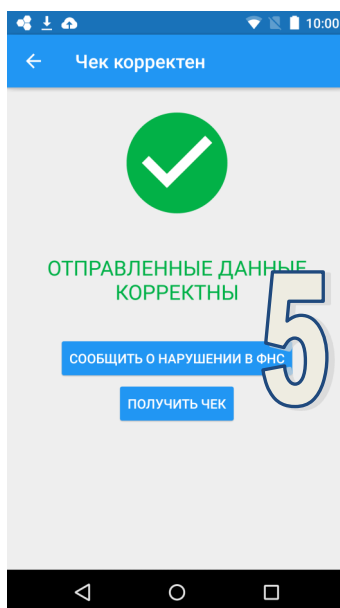 10:00
Чек корректен
ОТПРАВЛЕННЫЕ ДАННЫЕ
КОРРЕКТНЫ
5
СООБЩИТЬ О НАРУШЕНИИ В ФНС
ПОЛУЧИТЬ ЧЕК